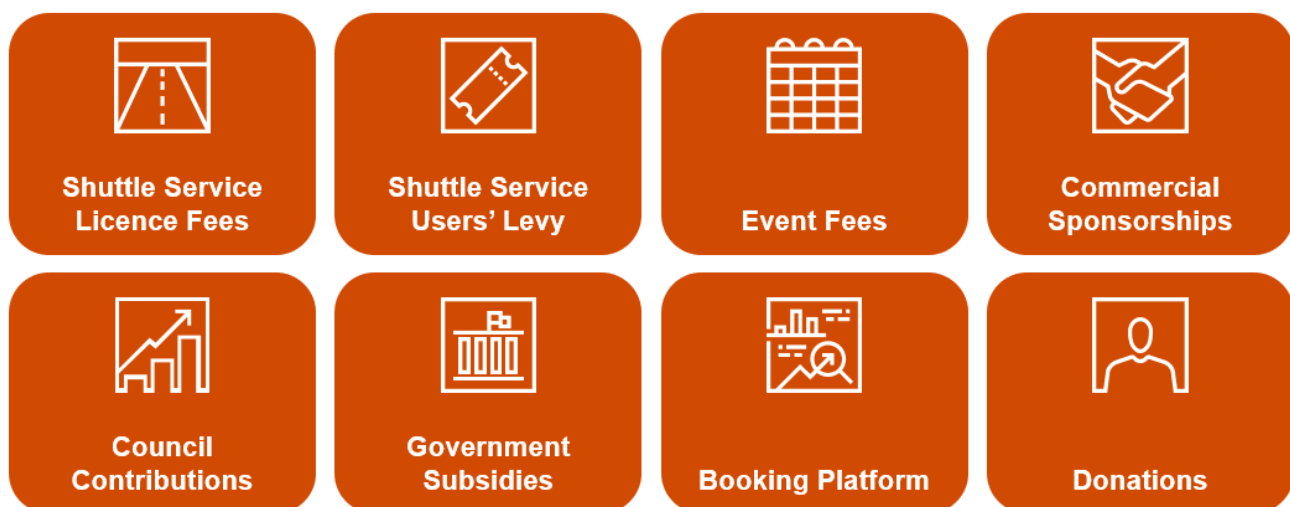 Shuttle Service
Licence Fees
Shuttle Service
Users’ Levy
Event Fees
Commercial
Sponsorships
Council
Contributions
Government
Subsidies
Booking Platform
Donations